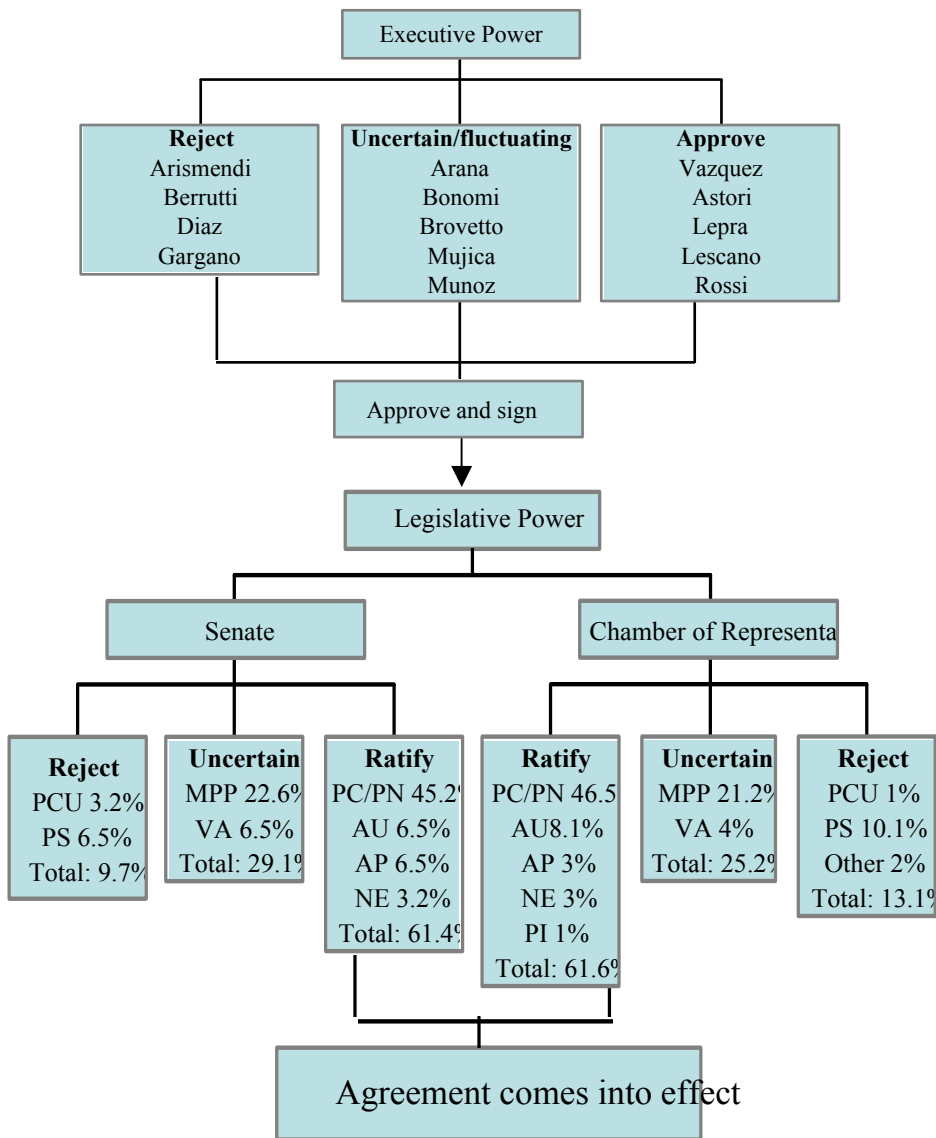 Executive Power
Reject
Arismendi
Berrutti
Diaz
Gargano
Uncertain/fluctuating
Arana
Bonomi
Brovetto
Mujica
Munoz
Approve
Vazquez
Astori
Lepra
Lescano
Rossi
Approve and sign
Legislative Power
Senate
Chamber of Representa
Reject
PCU 3.2%
PS 6.5%
Total: 9.7%
Uncertain
MPP 22.6%
VA 6.5%
Total: 29.1%
Ratify
PC/PN 45.2%
AU 6.5%
AP 6.5%
NE 3.2%
Total: 61.4%
Ratify
PC/PN 46.5
AU8.1%
AP 3%
NE 3%
PI 1%
Total: 61.6%
Uncertain
MPP 21.2%
VA 4%
Total: 25.2%
Reject
PCU 1%
PS 10.1%
Other 2%
Total: 13.1%
Agreement comes into effect